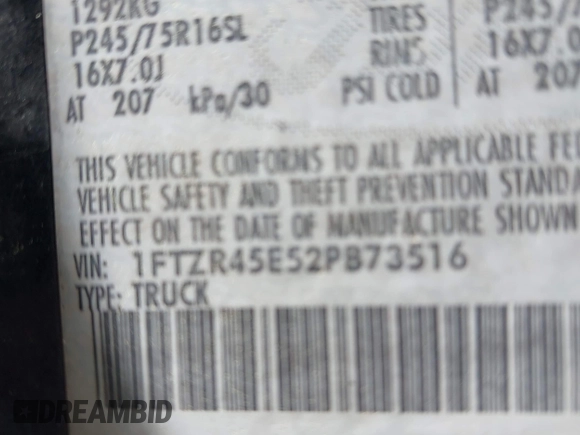 1292KG
P245/75R16SL TIRES P245/
16X7.0J RIMS 16X7.
AT 207 kPa/30 PSI COLD AT 207
THIS VEHICLE CONFORMS TO ALL APPLICABLE FE
VEHICLE SAFETY AND THEFT PREVENTION STANDA
EFFECT ON THE DATE OF MANUFACTURE SHOWN
VIN: 1FTZR45E52PB73516
TYPE: TRUCK
DREAMBID